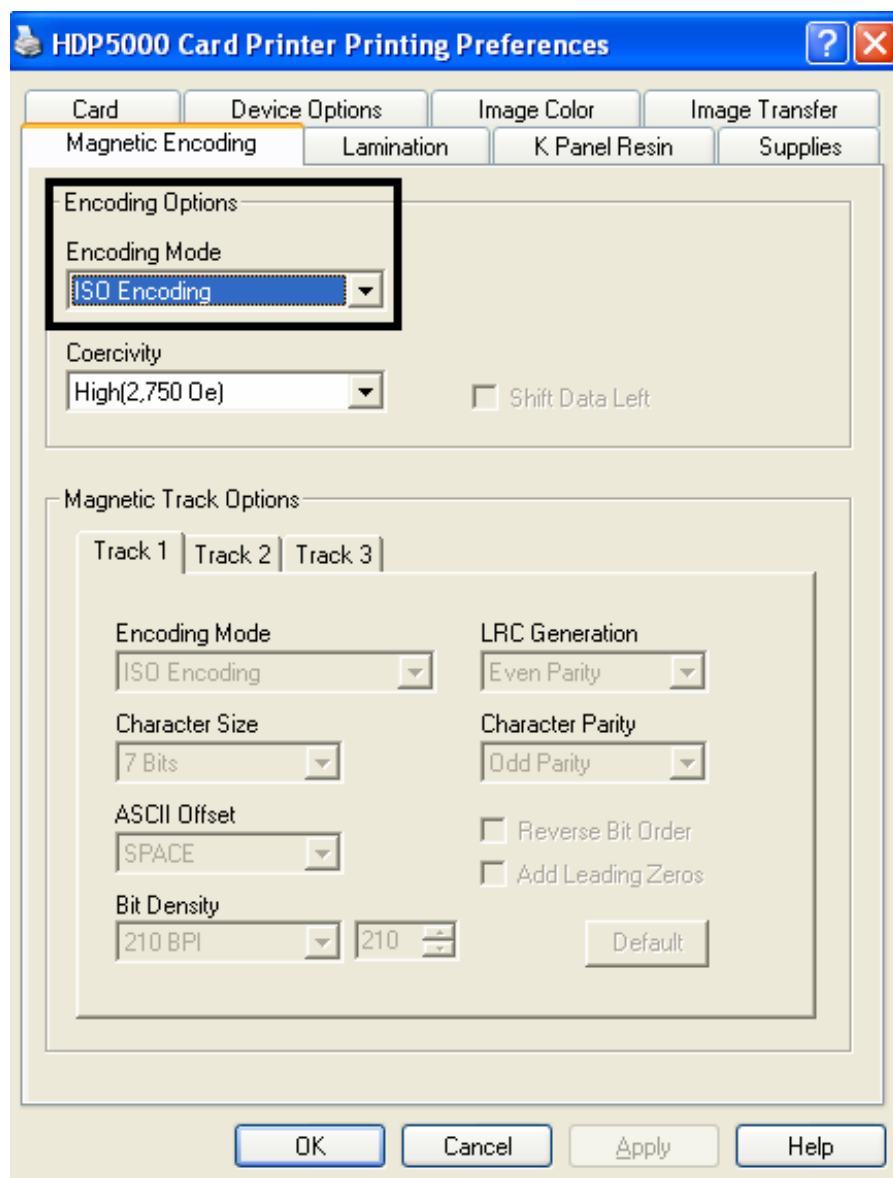 HDP5000 Card Printer Printing Preferences
Card Device Options Image Color Image Transfer
Magnetic Encoding Lamination K Panel Resin Supplies
Encoding Options
Encoding Mode
ISO Encoding
Coercivity
High(2,750 Oe) Shift Data Left
Magnetic Track Options
Track 1 Track 2 Track 3
Encoding Mode LRC Generation
ISO Encoding Even Parity
Character Size Character Parity
7 Bits Odd Parity
ASCII Offset
SPACE Reverse Bit Order
Add Leading Zeros
Bit Density
210 BPI 210 Default
OK Cancel Apply Help